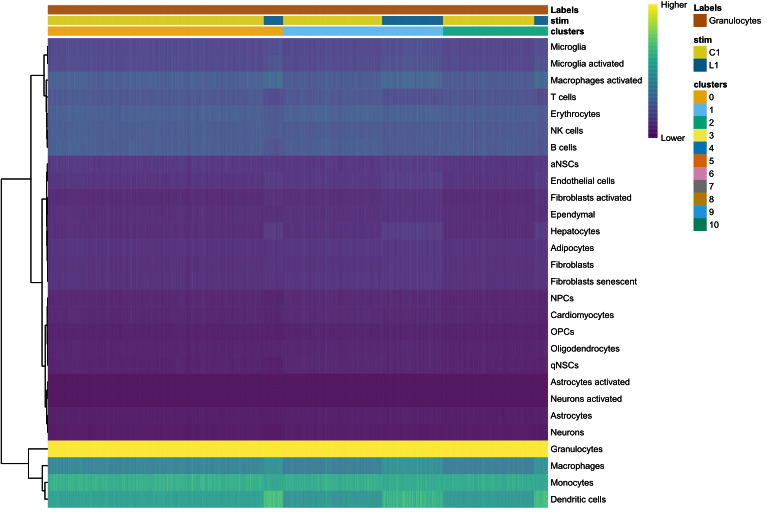 Labels
stim
clusters
Microglia
Microglia activated
Macrophages activated
T cells
Erythrocytes
NK cells
B cells
aNSCs
Endothelial cells
Fibroblasts activated
Ependymal
Hepatocytes
Adipocytes
Fibroblasts
Fibroblasts senescent
NPCs
Cardiomyocytes
OPCs
Oligodendrocytes
qNSCs
Astrocytes activated
Neurons activated
Astrocytes
Neurons
Granulocytes
Macrophages
Monocytes
Dendritic cells
Higher
Lower
Labels
Granulocytes
stim
C1
L1
clusters
0
1
2
3
4
5
6
7
8
9
10